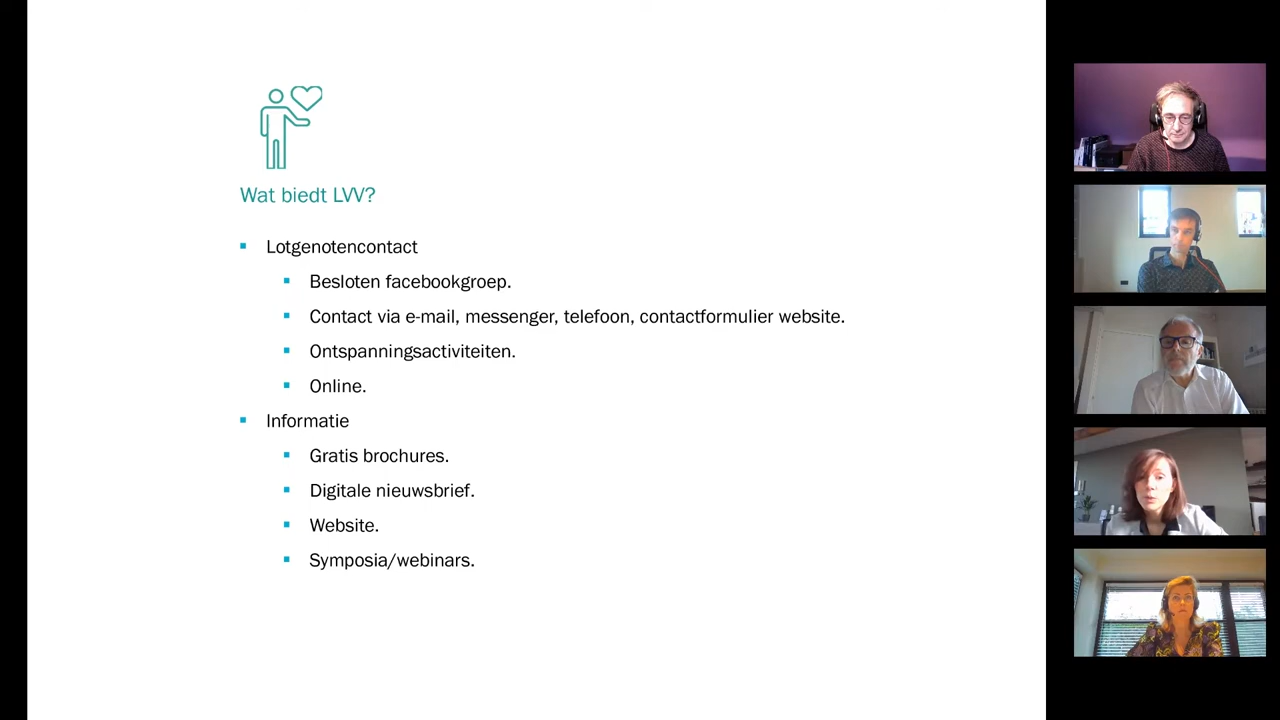 Wat biedt LVV?
Lotgenotencontact
Besloten facebookgroep.
Contact via e-mail, messenger, telefoon, contactformulier website.
Ontspanningsactiviteiten.
Online.
Informatie
Gratis brochures.
Digitale nieuwsbrief.
Website.
Symposia/webinars.